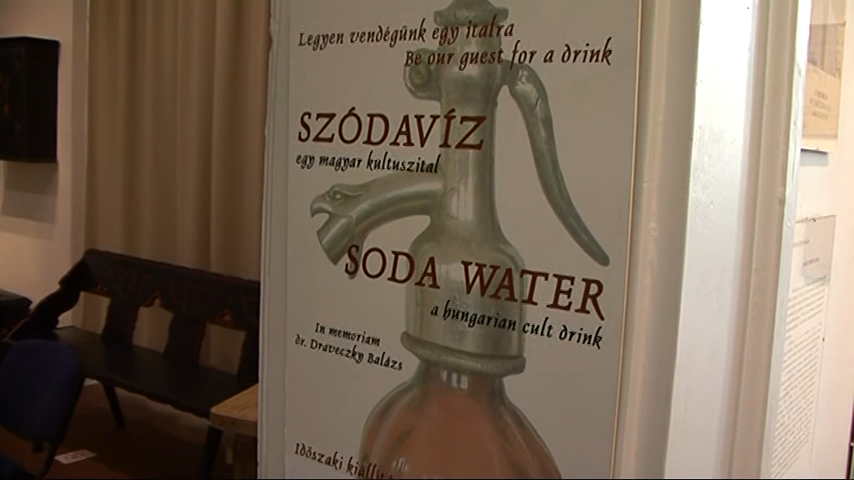 Legyen vendégünk egy italra
Be our guest for a drink
SZÓDAVÍZ
egy magyar kultuszital
SODA WATER
a hungarian cult drink
In memoriam
dr. Draveczky Balázs
Időszaki